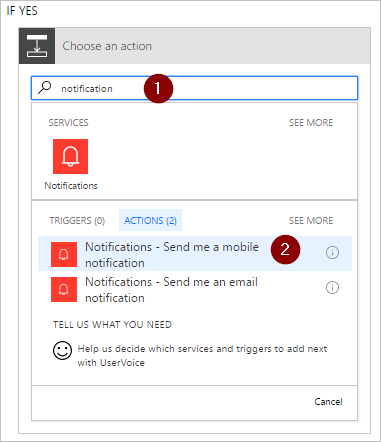 IF YES
Choose an action
notification
1
SERVICES
SEE MORE
Notifications
TRIGGERS (0)
ACTIONS (2)
SEE MORE
Notifications - Send me a mobile
notification
2
Notifications - Send me an email
notification
TELL US WHAT YOU NEED
Help us decide which services and triggers to add next
with UserVoice
Cancel